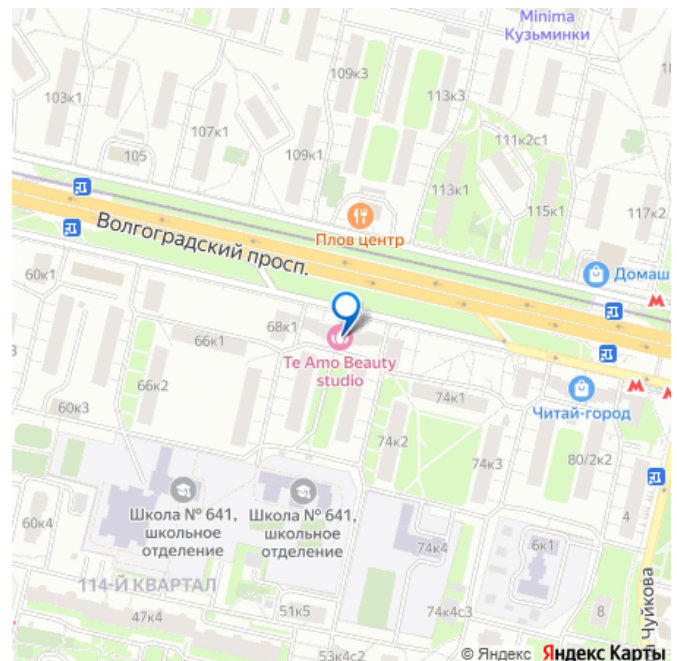 Minima
Кузьминки
109к3
103к1
113к3
107к1
111к2с1
105
109к1
113к1
115к1
117к2
Волгоградский просп.
Плов центр
60к1
Домаш
68к1
66к1
Te Amo Beauty
studio
66к2
74к1
60к3
Читай-город
74к2
74к3
80/2к2
Школа № 641,
школьное
отделение
Школа № 641,
школьное
отделение
60к4
4
74к4
6к1
114-Й КВАРТАЛ
47к4
51к5
74к4с3
8
а Чуйкова
53к4с2
© Яндекс Яндекс Карты